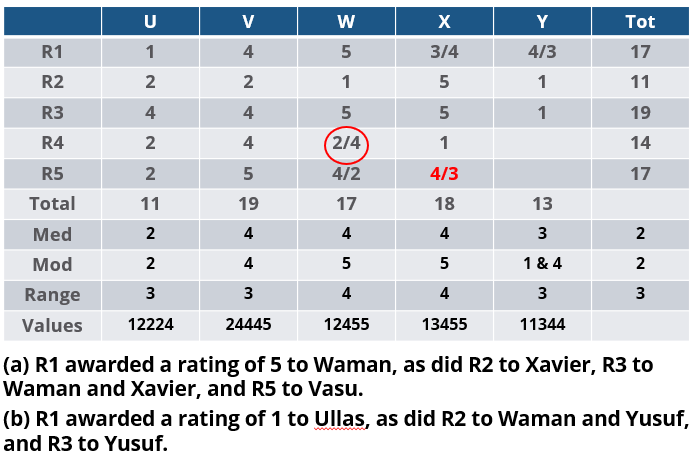 U V W X Y Tot
R1 1 4 5 3/4 4/3 17
R2 2 2 1 5 1 11
R3 4 4 5 5 1 19
R4 2 4 2/4 1 14
R5 2 5 4/2 4/3 17
Total 11 19 17 18 13
Med 2 4 4 4 3 2
Mod 2 4 5 5 1 & 4 2
Range 3 3 4 4 3 3
Values 12224 24445 12455 13455 11344
(a) R1 awarded a rating of 5 to Waman, as did R2 to Xavier, R3 to
Waman and Xavier, and R5 to Vasu.
(b) R1 awarded a rating of 1 to Ullas, as did R2 to Waman and Yusuf,
and R3 to Yusuf.